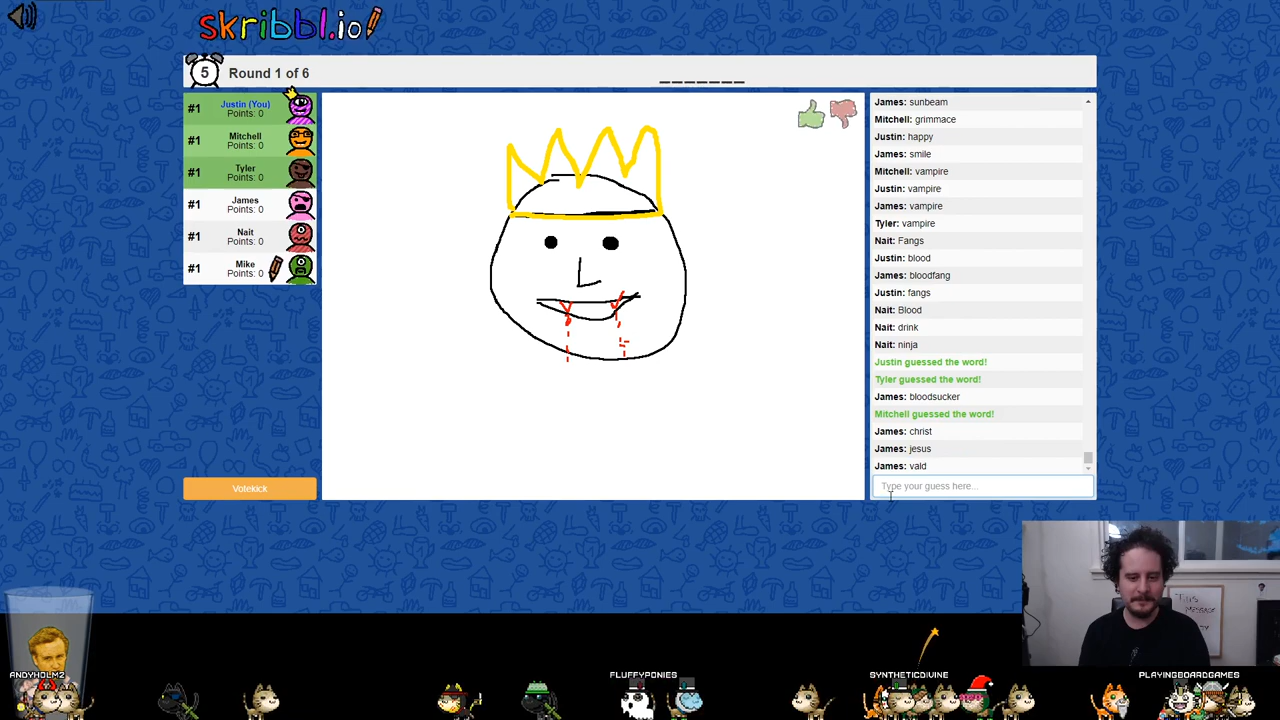 skribbl.io
5
Round 1 of 6
_______
#1 Justin (You)
Points: 0
#1 Mitchell
Points: 0
#1 Tyler
Points: 0
#1 James
Points: 0
#1 Nait
Points: 0
#1 Mike
Points: 0
Votekick
James: sunbeam
Mitchell: grimmace
Justin: happy
James: smile
Mitchell: vampire
Justin: vampire
James: vampire
Tyler: vampire
Nait: Fangs
Justin: blood
James: bloodfang
Justin: fangs
Nait: Blood
Nait: drink
Nait: ninja
Justin guessed the word!
Tyler guessed the word!
James: bloodsucker
Mitchell guessed the word!
James: christ
James: jesus
James: vald
Type your guess here...
THIS
MESSAGE
ANDYHOLMZ
FLUFFYPONIES
SYNTHETICDIVINE
PLAYINGBOARDGAMES